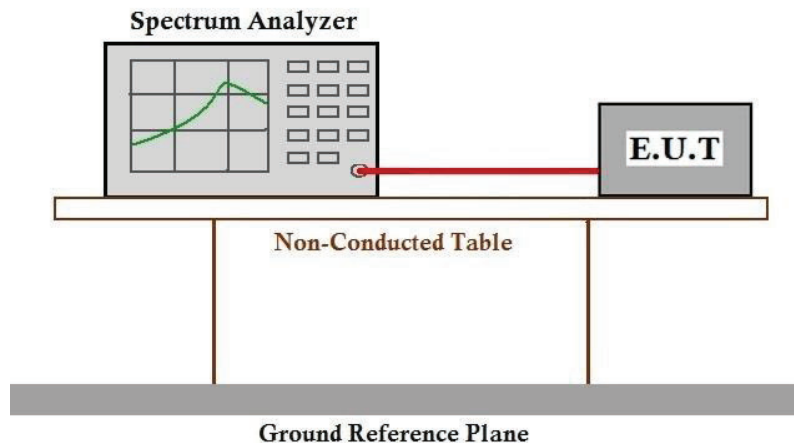 Spectrum Analyzer
E.U.T
Non-Conducted Table
Ground Reference Plane